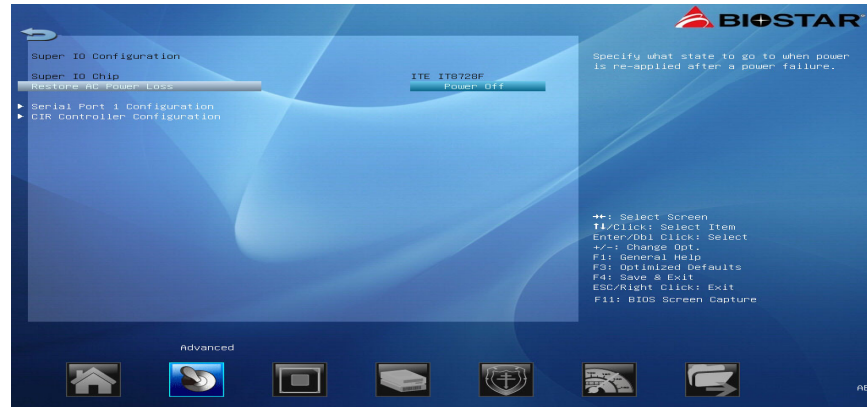 BIOSTAR
Super IO Configuration
Super IO Chip ITE IT8728F
Restore AC Power Loss Power Off
Serial Port 1 Configuration
CIR Controller Configuration
Specify what state to go to when power
is re-applied after a power failure.
→←: Select Screen
↑↓/Click: Select Item
Enter/Dbl Click: Select
+/-: Change Opt.
F1: General Help
F3: Optimized Defaults
F4: Save & Exit
ESC/Right Click: Exit
F11: BIOS Screen Capture
Advanced